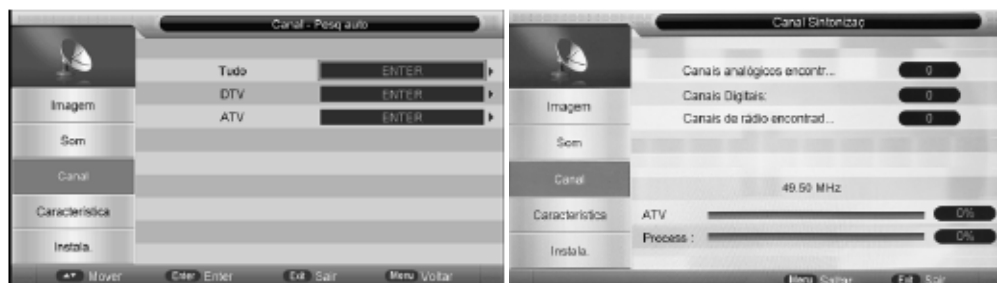 Canal - Pesq auto
Tudo ENTER
DTV ENTER
ATV ENTER
Imagem
Som
Canal
Característica
Instala.
Mover Enter Enter Exit Sair Menu Voltar
Canal Sintonizaç
Canais analógicos encontr... 0
Canais Digitais: 0
Canais de rádio encontrad... 0
Imagem
Som
Canal
Característica
Instala.
49.50 MHz
ATV 0%
Process : 0%
Menu Saltar Exit Sair